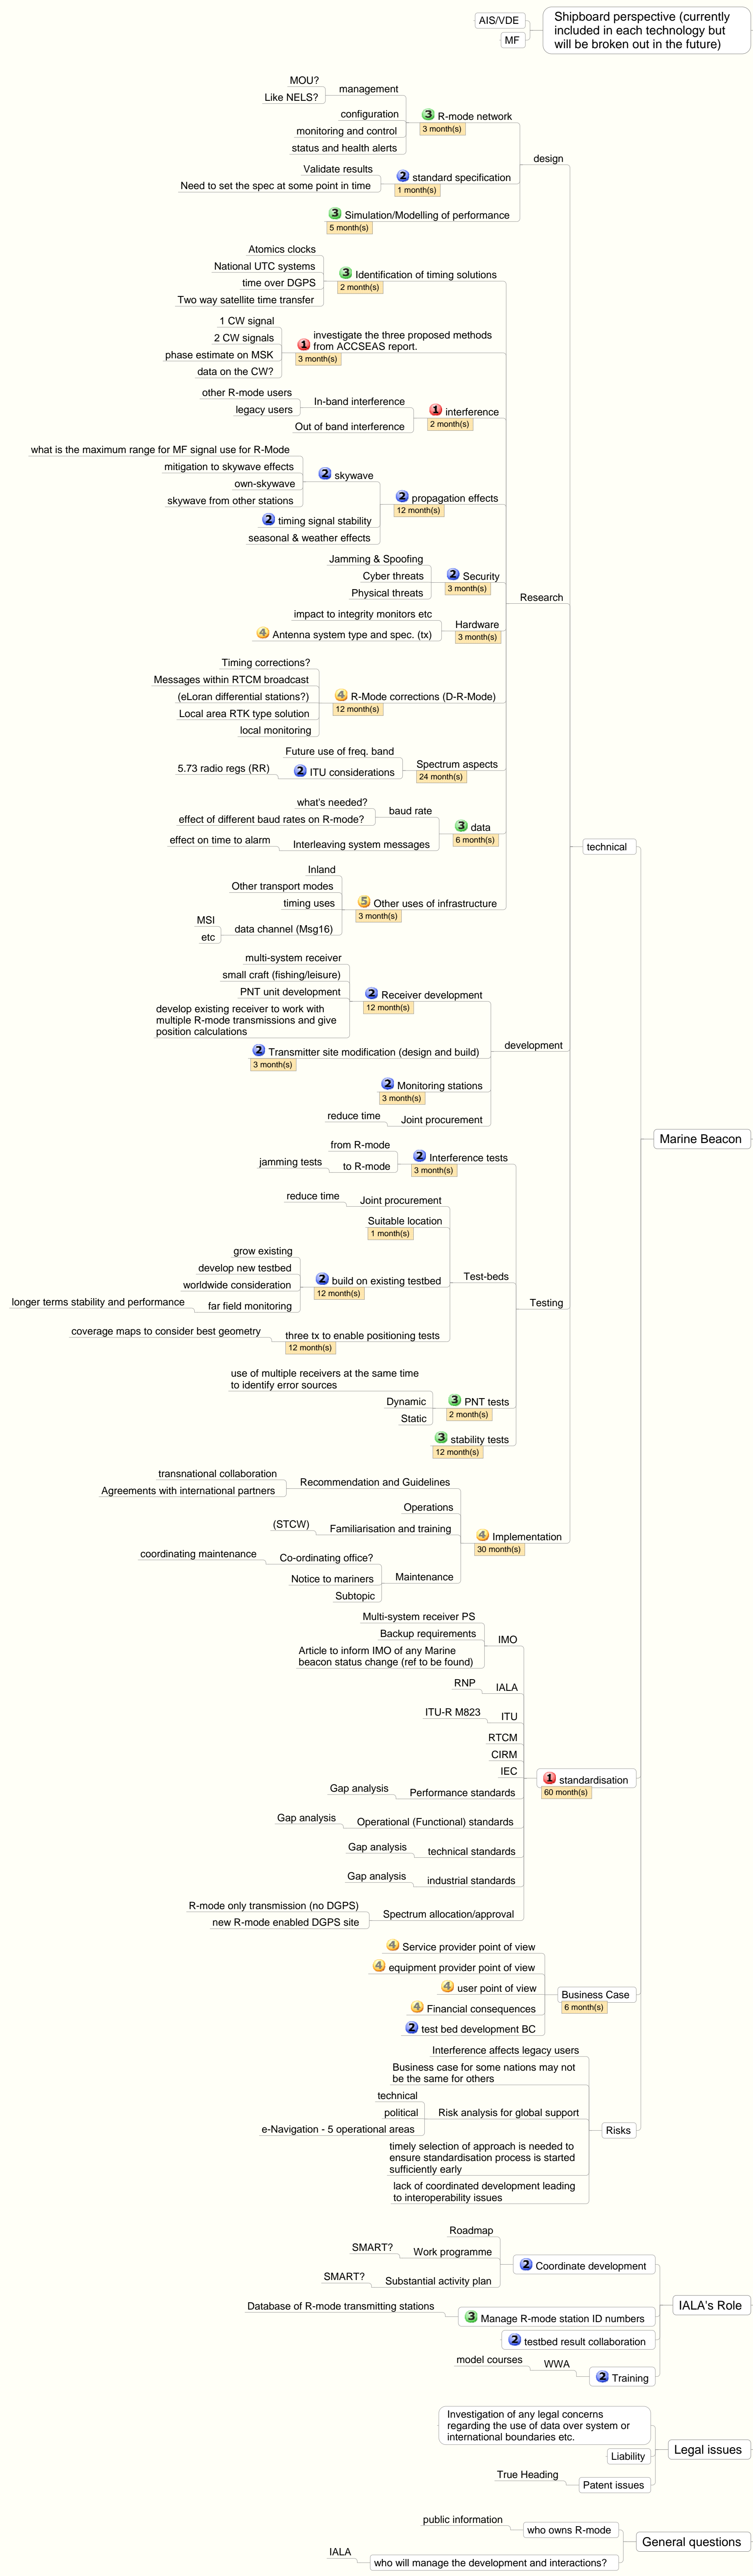 AIS/VDE
MF
Shipboard perspective (currently
included in each technology but
will be broken out in the future)
MOU?
Like NELS?
management
configuration
monitoring and control
status and health alerts
3 R-mode network
3 month(s)
design
Validate results
Need to set the spec at some point in time
2 standard specification
1 month(s)
3 Simulation/Modelling of performance
5 month(s)
Atomics clocks
National UTC systems
time over DGPS
Two way satellite time transfer
3 Identification of timing solutions
2 month(s)
1 CW signal
2 CW signals
phase estimate on MSK
data on the CW?
1 investigate the three proposed methods
from ACCSEAS report.
3 month(s)
other R-mode users
legacy users
In-band interference
Out of band interference
1 interference
2 month(s)
what is the maximum range for MF signal use for R-Mode
mitigation to skywave effects
own-skywave
skywave from other stations
2 skywave
2 timing signal stability
seasonal & weather effects
2 propagation effects
12 month(s)
Jamming & Spoofing
Cyber threats
Physical threats
2 Security
3 month(s)
Research
impact to integrity monitors etc
4 Antenna system type and spec. (tx)
Hardware
3 month(s)
Timing corrections?
Messages within RTCM broadcast
(eLoran differential stations?)
Local area RTK type solution
local monitoring
4 R-Mode corrections (D-R-Mode)
12 month(s)
Future use of freq. band
5.73 radio regs (RR)
2 ITU considerations
Spectrum aspects
24 month(s)
what's needed?
effect of different baud rates on R-mode?
baud rate
effect on time to alarm
Interleaving system messages
3 data
6 month(s)
technical
Inland
Other transport modes
timing uses
MSI
etc
data channel (Msg16)
5 Other uses of infrastructure
3 month(s)
multi-system receiver
small craft (fishing/leisure)
PNT unit development
develop existing receiver to work with
multiple R-mode transmissions and give
position calculations
2 Receiver development
12 month(s)
2 Transmitter site modification (design and build)
3 month(s)
development
2 Monitoring stations
3 month(s)
reduce time
Joint procurement
Marine Beacon
from R-mode
jamming tests
to R-mode
2 Interference tests
3 month(s)
reduce time
Joint procurement
Suitable location
1 month(s)
grow existing
develop new testbed
worldwide consideration
longer terms stability and performance
far field monitoring
2 build on existing testbed
12 month(s)
Test-beds
Testing
coverage maps to consider best geometry
three tx to enable positioning tests
12 month(s)
use of multiple receivers at the same time
to identify error sources
Dynamic
Static
3 PNT tests
2 month(s)
3 stability tests
12 month(s)
transnational collaboration
Agreements with international partners
Recommendation and Guidelines
Operations
(STCW)
Familiarisation and training
4 Implementation
30 month(s)
coordinating maintenance
Co-ordinating office?
Notice to mariners
Subtopic
Maintenance
Multi-system receiver PS
Backup requirements
Article to inform IMO of any Marine
beacon status change (ref to be found)
IMO
RNP
IALA
ITU-R M823
ITU
RTCM
CIRM
IEC
1 standardisation
60 month(s)
Gap analysis
Performance standards
Gap analysis
Operational (Functional) standards
Gap analysis
technical standards
Gap analysis
industrial standards
R-mode only transmission (no DGPS)
new R-mode enabled DGPS site
Spectrum allocation/approval
4 Service provider point of view
4 equipment provider point of view
4 user point of view
4 Financial consequences
2 test bed development BC
Business Case
6 month(s)
Interference affects legacy users
Business case for some nations may not
be the same for others
technical
political
e-Navigation - 5 operational areas
Risk analysis for global support
Risks
timely selection of approach is needed to
ensure standardisation process is started
sufficiently early
lack of coordinated development leading
to interoperability issues
Roadmap
SMART?
Work programme
SMART?
Substantial activity plan
2 Coordinate development
Database of R-mode transmitting stations
3 Manage R-mode station ID numbers
IALA's Role
2 testbed result collaboration
model courses
WWA
2 Training
Investigation of any legal concerns
regarding the use of data over system or
international boundaries etc.
Liability
Legal issues
True Heading
Patent issues
public information
who owns R-mode
General questions
IALA
who will manage the development and interactions?